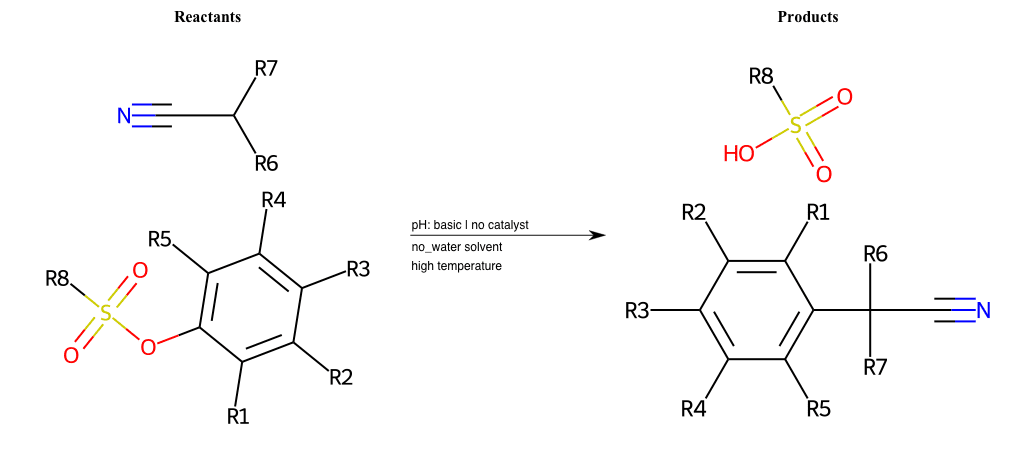 Reactants
Products
R7
N
R6
R8
O
S
HO
O
R4
R5
R3
R8
O
S
O
O
R2
R1
pH: basic | no catalyst
no_water solvent
high temperature
R2
R1
R6
R3
N
R7
R4
R5